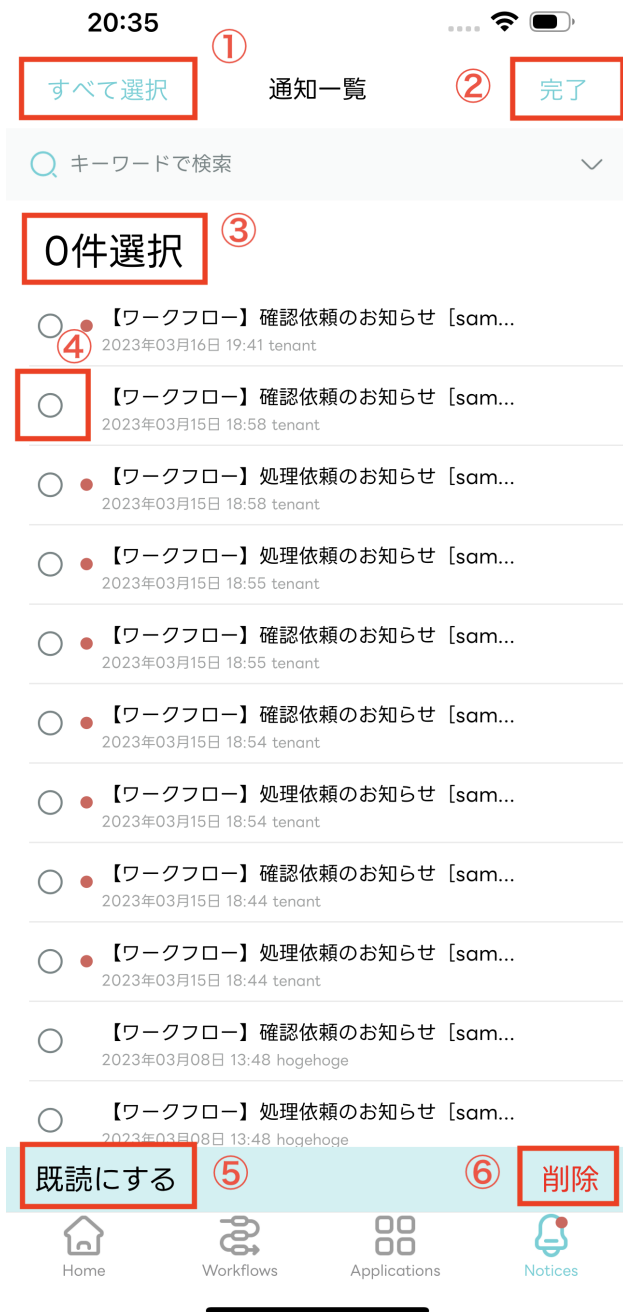 20:35
①
すべて選択 通知一覧 ② 完了
キーワードで検索
0件選択 ③
【ワークフロー】確認依頼のお知らせ［sam...
④ 2023年03月16日 19:41 tenant
【ワークフロー】確認依頼のお知らせ［sam...
2023年03月15日 18:58 tenant
【ワークフロー】処理依頼のお知らせ［sam...
2023年03月15日 18:58 tenant
【ワークフロー】処理依頼のお知らせ［sam...
2023年03月15日 18:55 tenant
【ワークフロー】確認依頼のお知らせ［sam...
2023年03月15日 18:55 tenant
【ワークフロー】確認依頼のお知らせ［sam...
2023年03月15日 18:54 tenant
【ワークフロー】処理依頼のお知らせ［sam...
2023年03月15日 18:54 tenant
【ワークフロー】確認依頼のお知らせ［sam...
2023年03月15日 18:44 tenant
【ワークフロー】処理依頼のお知らせ［sam...
2023年03月15日 18:44 tenant
【ワークフロー】確認依頼のお知らせ［sam...
2023年03月08日 13:48 hogehoge
【ワークフロー】処理依頼のお知らせ［sam...
2023年03月08日 13:48 hogehoge
既読にする ⑤ ⑥ 削除
Home Workflows Applications Notices